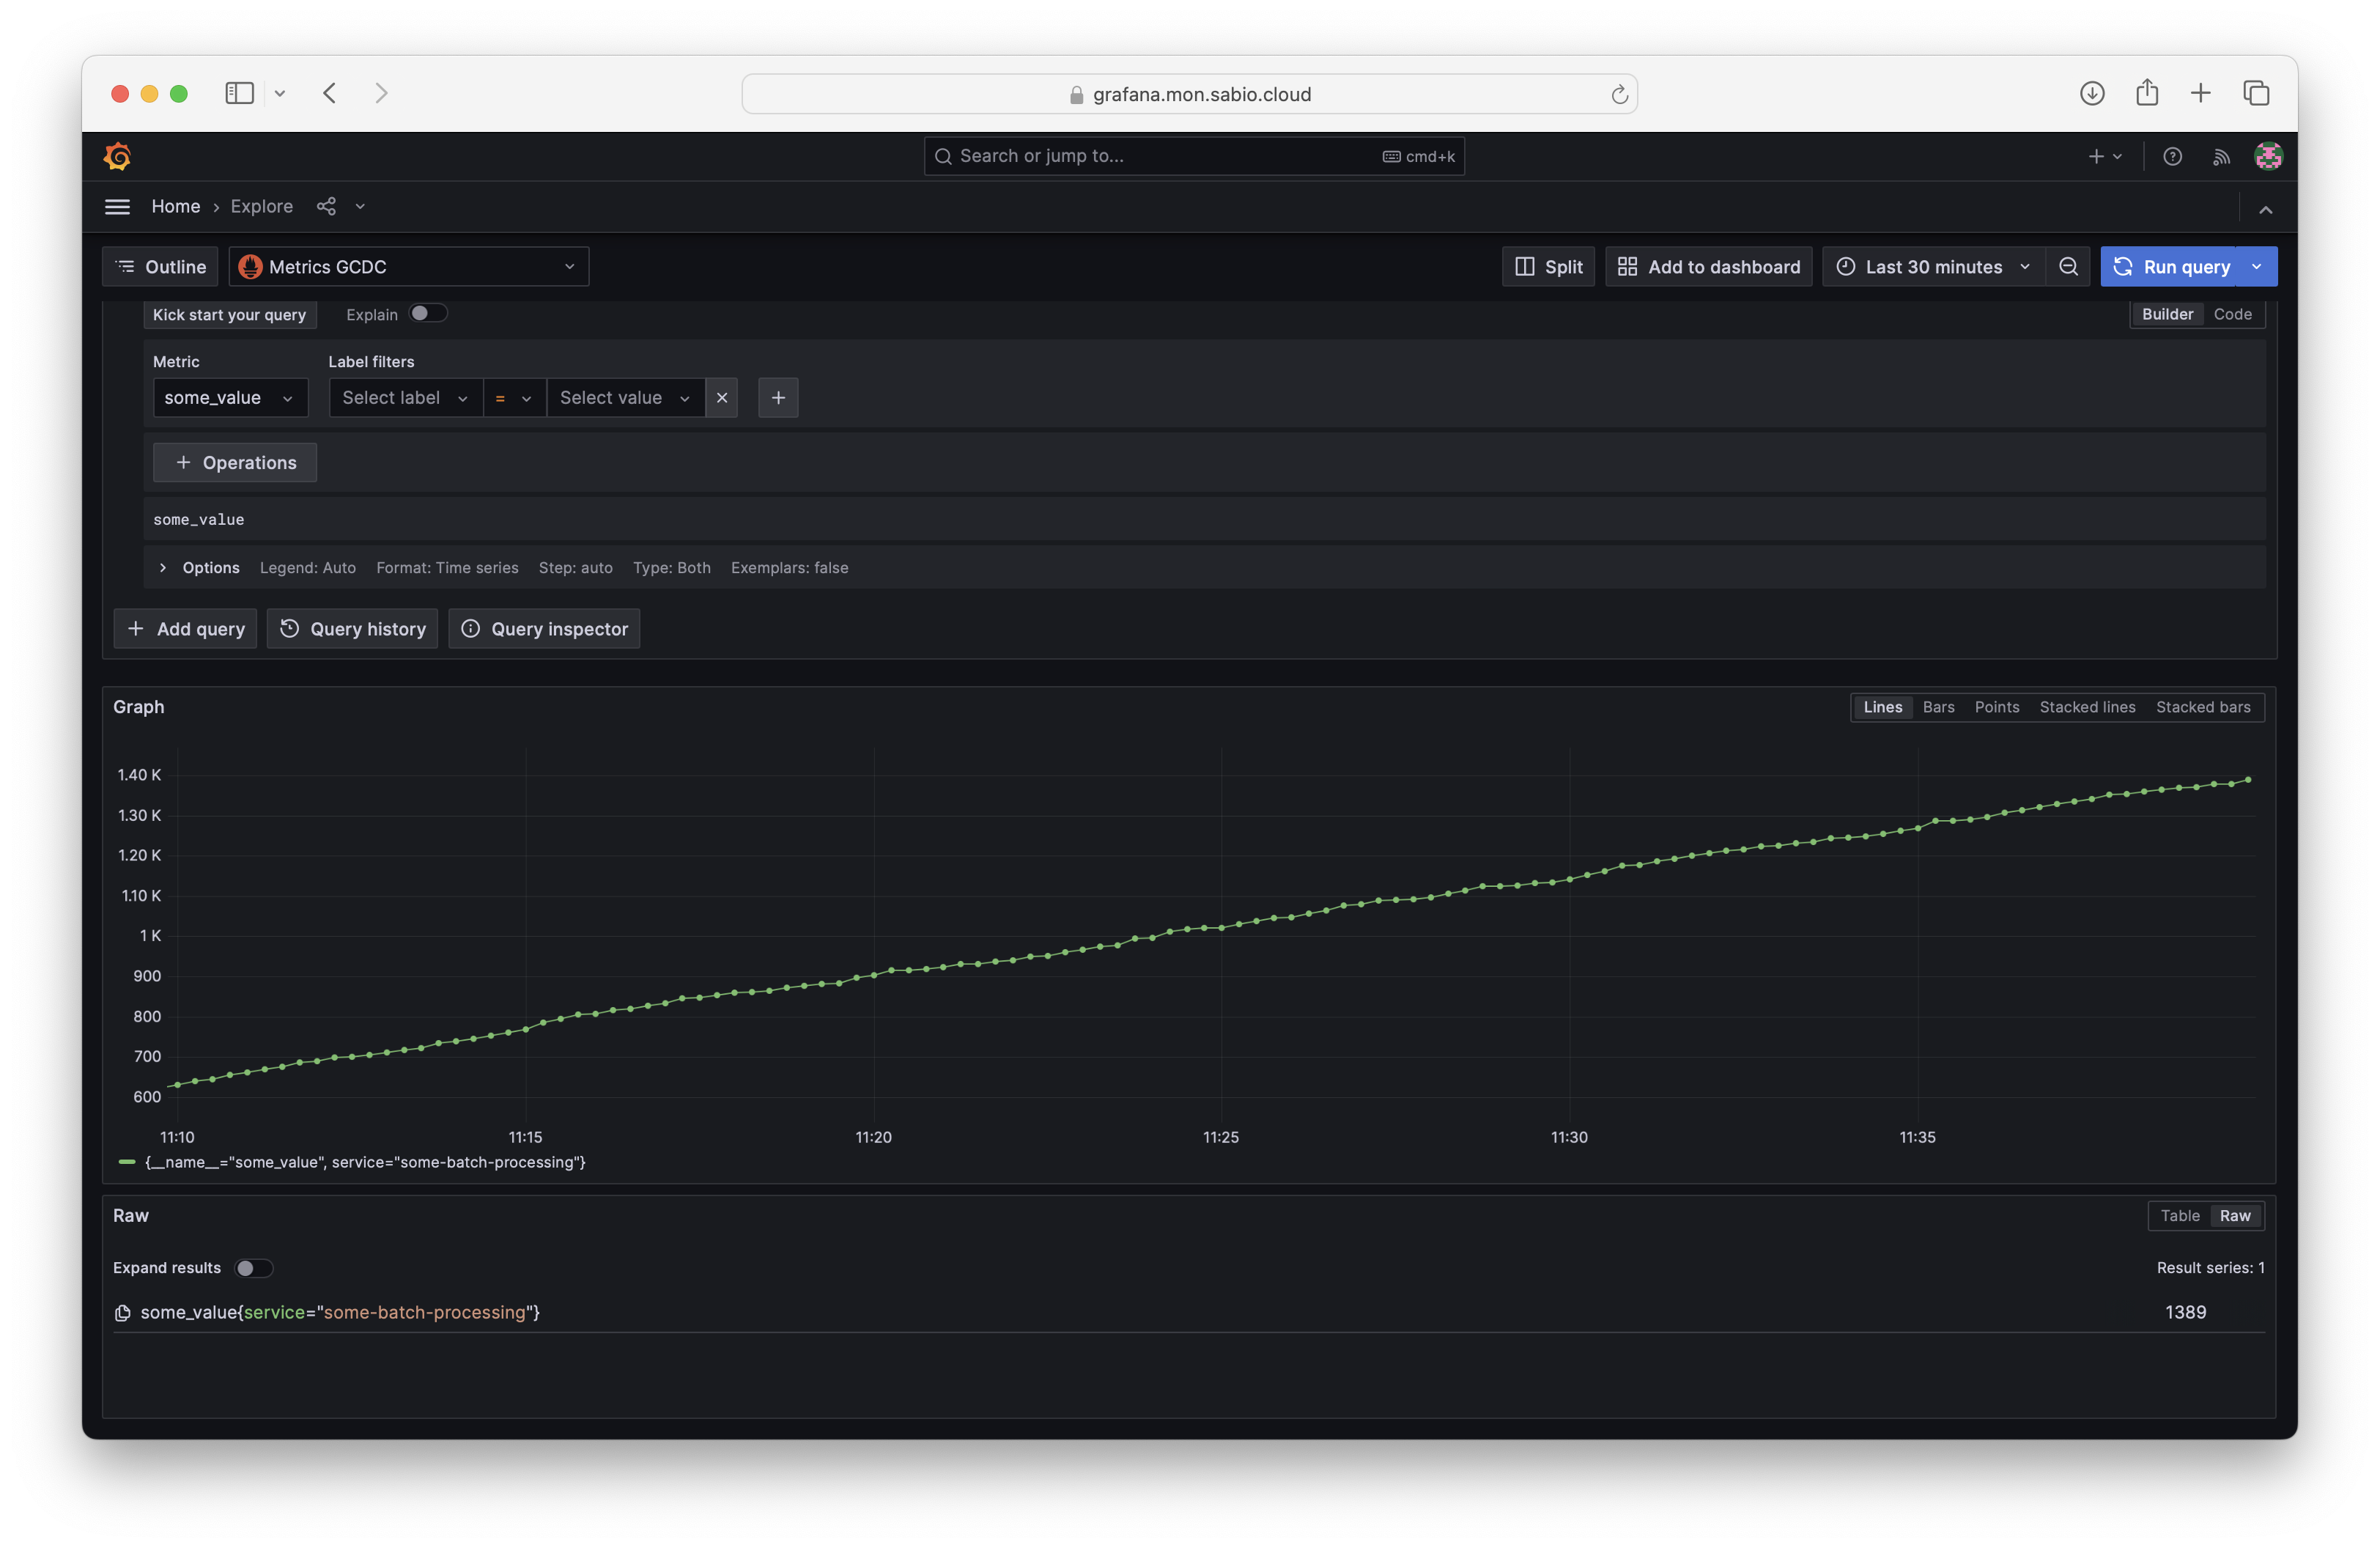 grafana.mon.sabio.cloud
Search or jump to... cmd+k
Home › Explore
Outline Metrics GCDC Split Add to dashboard Last 30 minutes Run query
Kick start your query Explain Builder Code
Metric Label filters
some_value Select label = Select value
+ Operations
some_value
Options Legend: Auto Format: Time series Step: auto Type: Both Exemplars: false
+ Add query Query history Query inspector
Graph Lines Bars Points Stacked lines Stacked bars
1.40 K
1.30 K
1.20 K
1.10 K
1 K
900
800
700
600
11:10 11:15 11:20 11:25 11:30 11:35
{__name__="some_value", service="some-batch-processing"}
Raw Table Raw
Expand results Result series: 1
some_value{service="some-batch-processing"} 1389